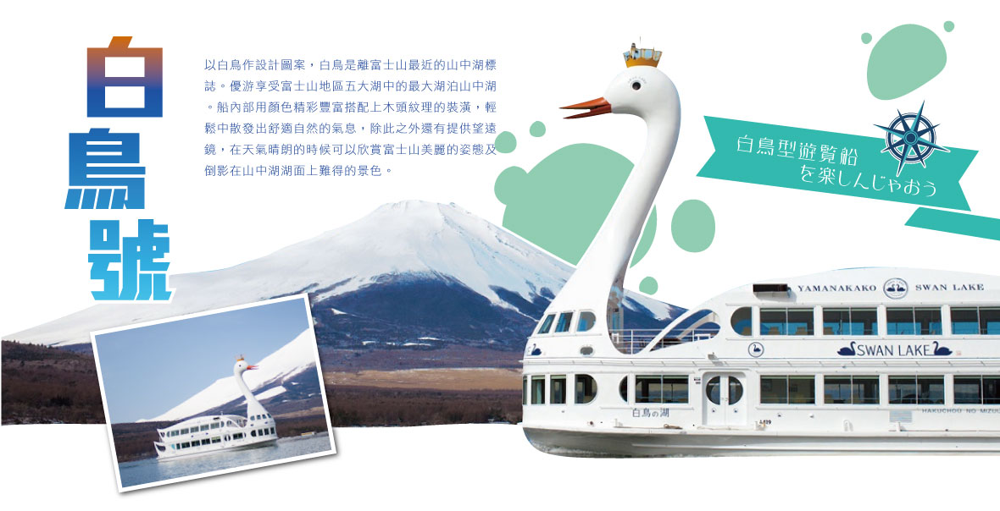 白
鳥
號
以白鳥作設計圖案，白鳥是離富士山最近的山中湖標
誌。優游享受富士山地區五大湖中的最大湖泊山中湖
。船內部用顏色精彩豐富搭配上木頭紋理的裝潢，輕
鬆中散發出舒適自然的氣息，除此之外還有提供望遠
鏡，在天氣晴朗的時候可以欣賞富士山美麗的姿態及
倒影在山中湖湖面上難得的景色。
白鳥型遊覧船
を楽しんじゃおう
YAMANAKAKO SWAN LAKE
SWAN LAKE
白鳥の湖
HAKUCHOU NO MIZUU